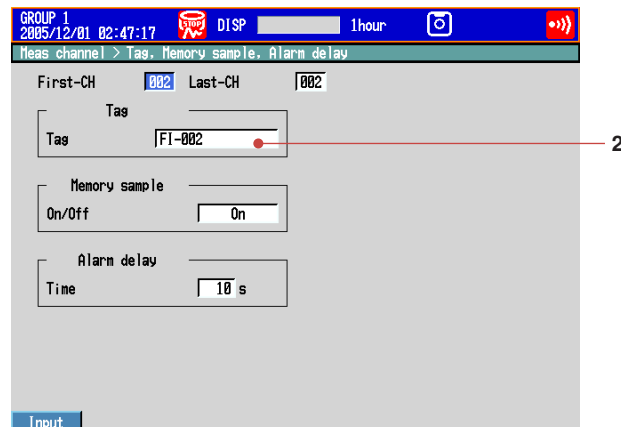 GROUP 1
2005/12/01 02:47:17 STOP DISP 1hour
Meas channel > Tag, Memory sample, Alarm delay
First-CH 002 Last-CH 002
Tag
Tag FI-002
2
Memory sample
On/Off On
Alarm delay
Time 10 s
Input